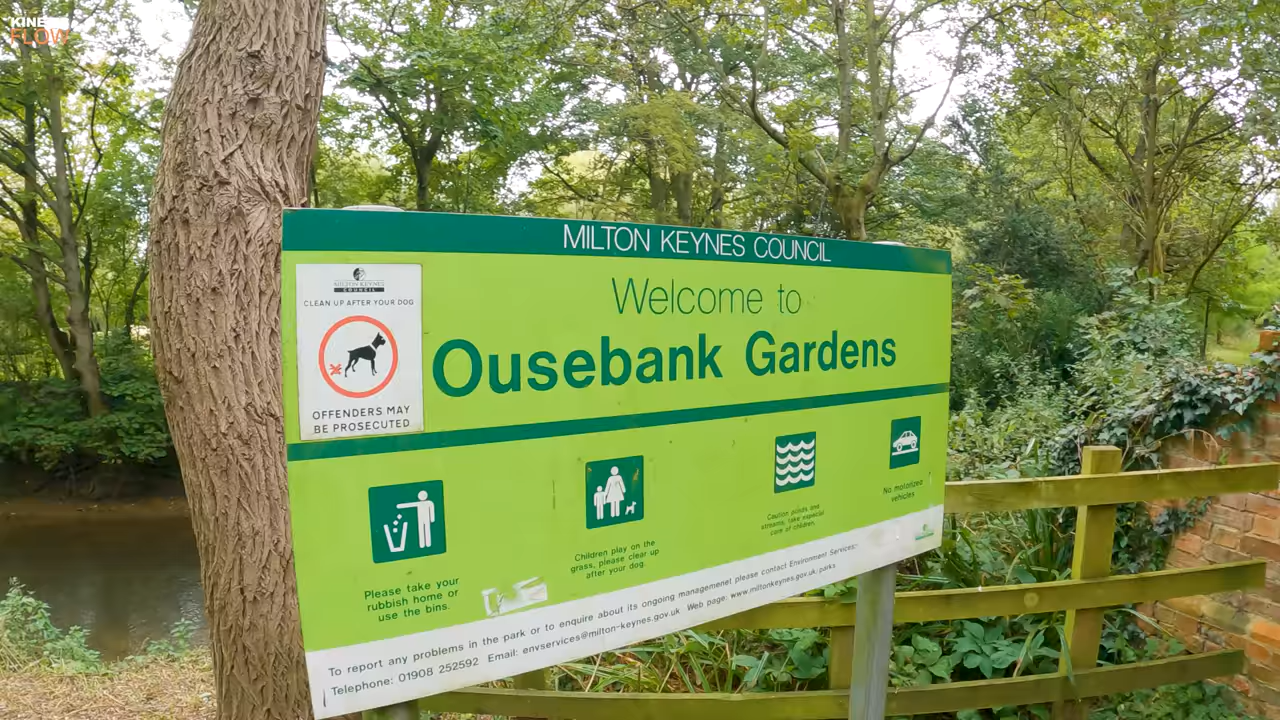 KINE
FLOW
MILTON KEYNES COUNCIL
Welcome to
Ousebank Gardens
MILTON KEYNES
COUNCIL
CLEAN UP AFTER YOUR DOG
OFFENDERS MAY
BE PROSECUTED
Please take your
rubbish home or
use the bins.
Children play on the
grass, please clear up
after your dog.
Caution ponds and
streams, take especial
care of children.
No motorized
vehicles
To report any problems in the park or to enquire about its ongoing managemenet please contact Environment Services:-
Telephone: 01908 252592 Email: envservices@milton-keynes.gov.uk Web page: www.miltonkeynes.gov.uk/parks